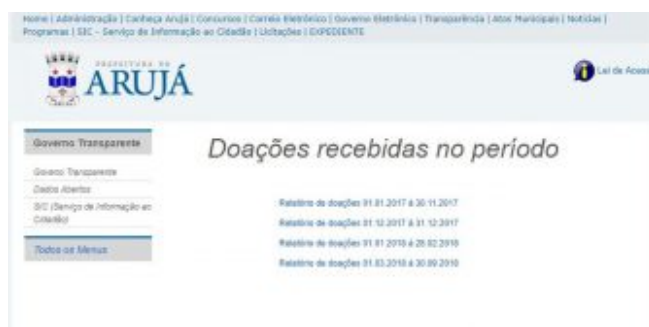 Home | Administração | Conheça Arujá | Concursos | Correio Eletrônico | Governo Eletrônico | Transparência | Atos Municipais | Notícias |
Programas | SIC - Serviço de Informação ao Cidadão | Licitações | EXPEDIENTE
PREFEITURA DE
ARUJÁ
Lei de Acess
Governo Transparente
Doações recebidas no período
Governo Transparente
Dados Abertos
SIC (Serviço de Informação ao
Cidadão)
Todos os Menus
Relatório de doações 01.01.2017 à 30.11.2017
Relatório de doações 01.12.2017 à 31.12.2017
Relatório de doações 01.01.2018 à 28.02.2018
Relatório de doações 01.03.2018 à 30.09.2018